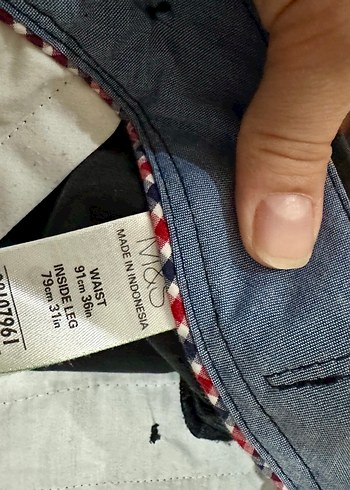 M&S
MADE IN INDONESIA
WAIST
91cm 36in
INSIDE LEG
79cm 31in